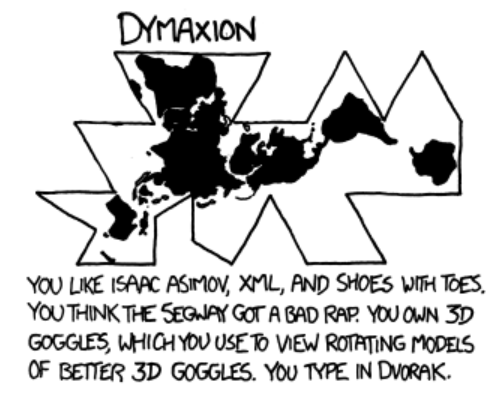 DYMAXION
YOU LIKE ISAAC ASIMOV, XML, AND SHOES WITH TOES.
YOU THINK THE SEGWAY GOT A BAD RAP. YOU OWN 3D
GOGGLES, WHICH YOU USE TO VIEW ROTATING MODELS
OF BETTER 3D GOGGLES. YOU TYPE IN DVORAK.